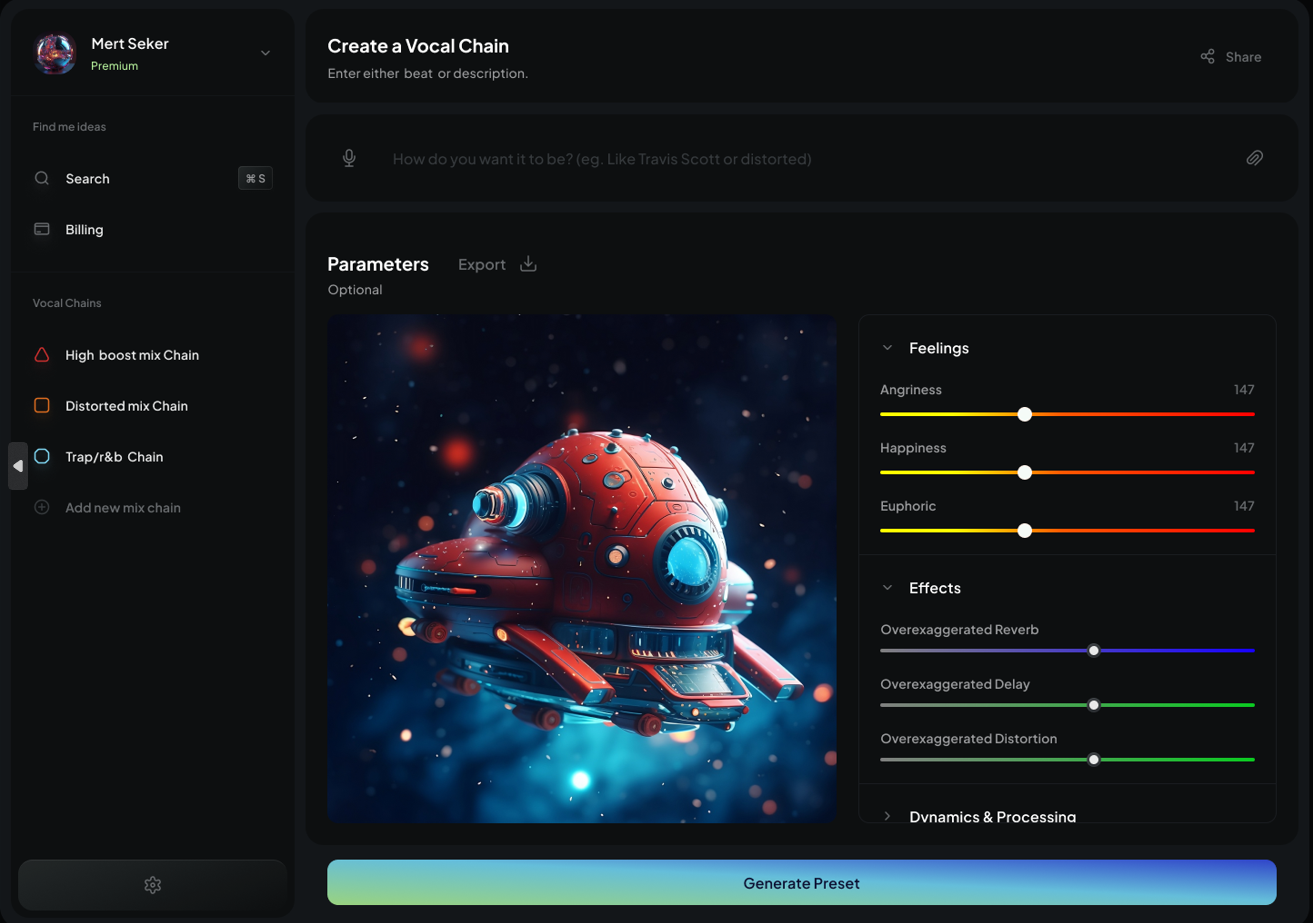 Mert Seker
Premium
Find me ideas
Search
⌘ S
Billing
Vocal Chains
High boost mix Chain
Distorted mix Chain
Trap/r&b Chain
Add new mix chain
Create a Vocal Chain
Enter either beat or description.
Share
How do you want it to be? (eg. Like Travis Scott or distorted)
Parameters
Export
Optional
Feelings
Angriness 147
Happiness 147
Euphoric 147
Effects
Overexaggerated Reverb
Overexaggerated Delay
Overexaggerated Distortion
Dynamics & Processing
Generate Preset